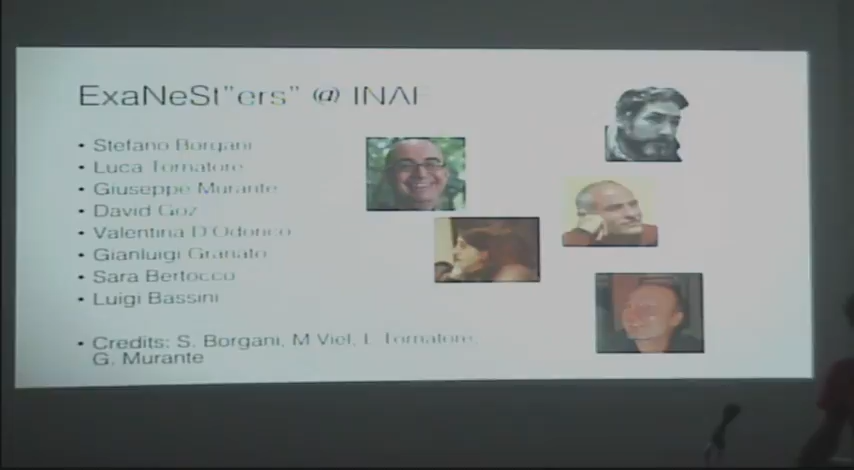 ExaNeSt"ers" @ INAF
• Stefano Borgani
• Luca Tornatore
• Giuseppe Murante
• David Goz
• Valentina D'Odorico
• Gianluigi Granato
• Sara Bertocco
• Luigi Bassini
• Credits: S. Borgani, M Viel, L Tornatore,
G. Murante